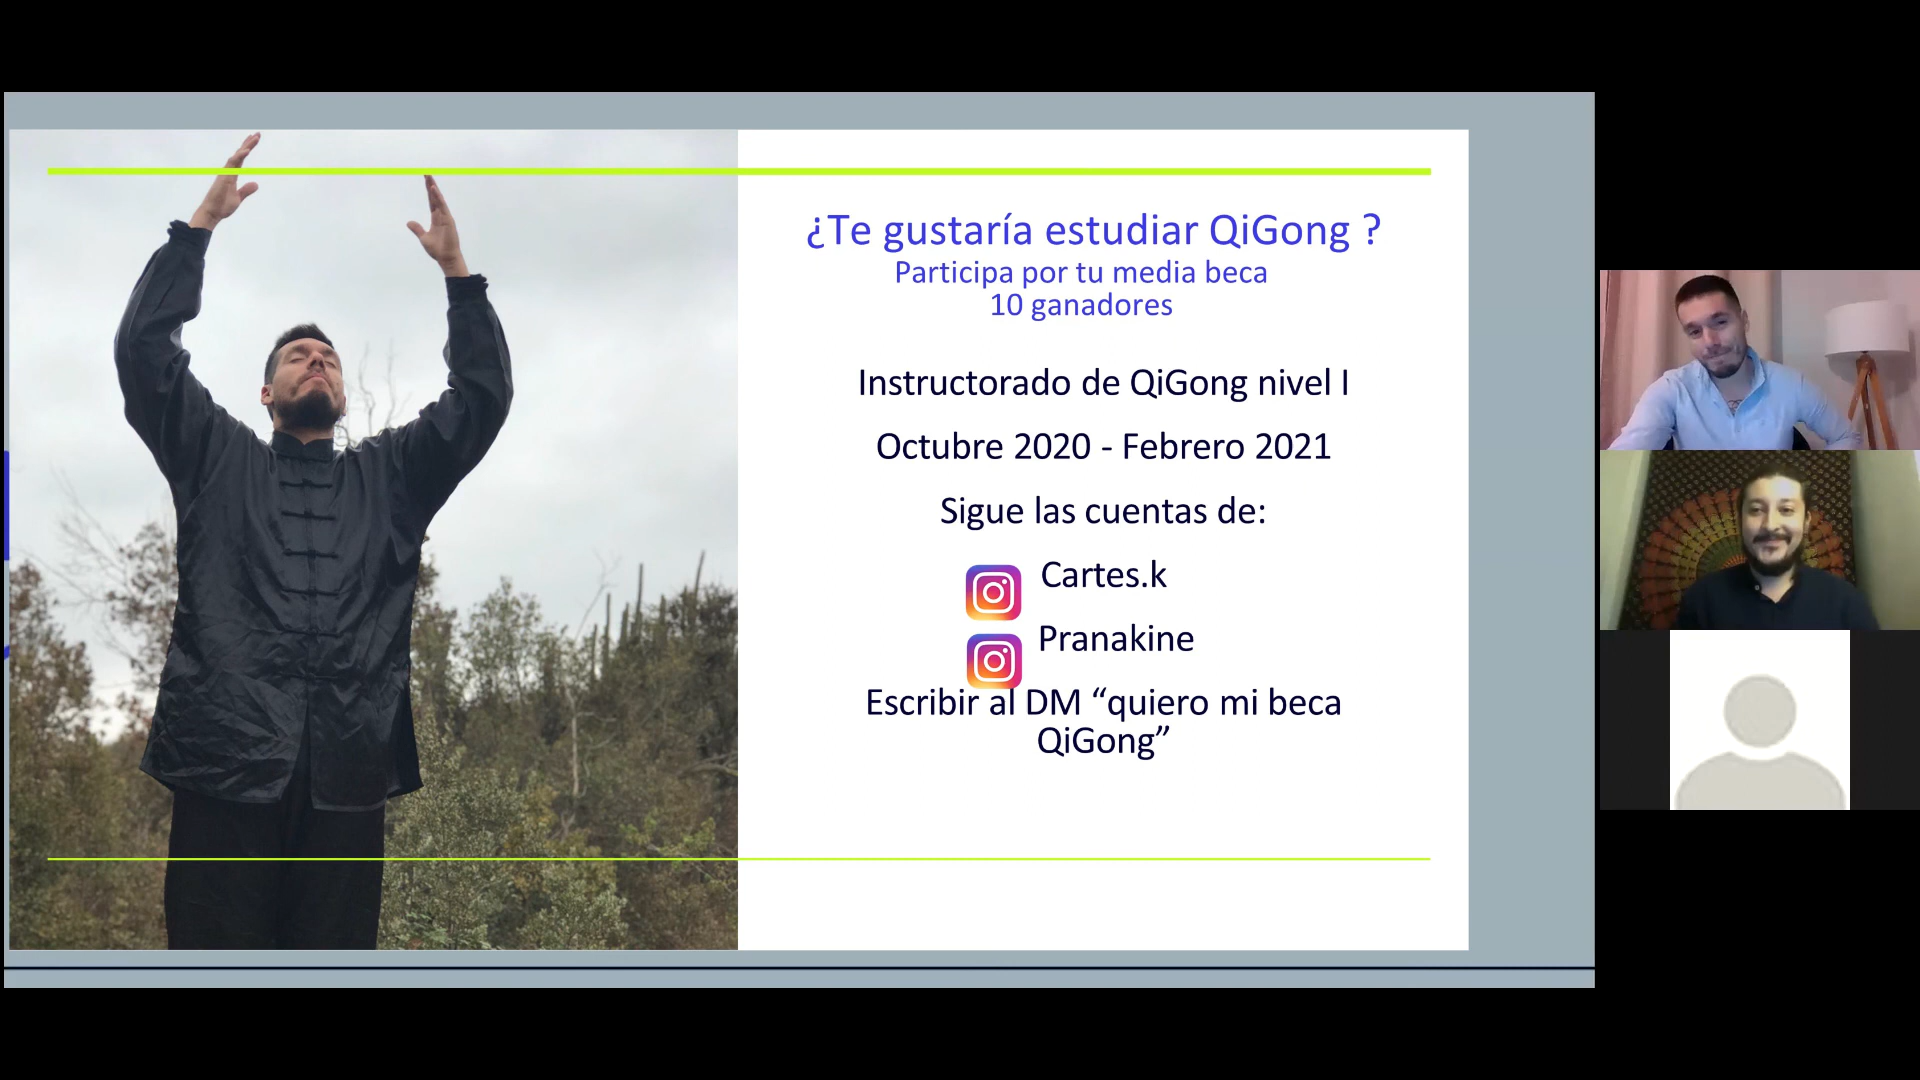 ¿Te gustaría estudiar QiGong ?
Participa por tu media beca
10 ganadores
Instructorado de QiGong nivel I
Octubre 2020 - Febrero 2021
Sigue las cuentas de:
Cartes.k
Pranakine
Escribir al DM “quiero mi beca
QiGong”